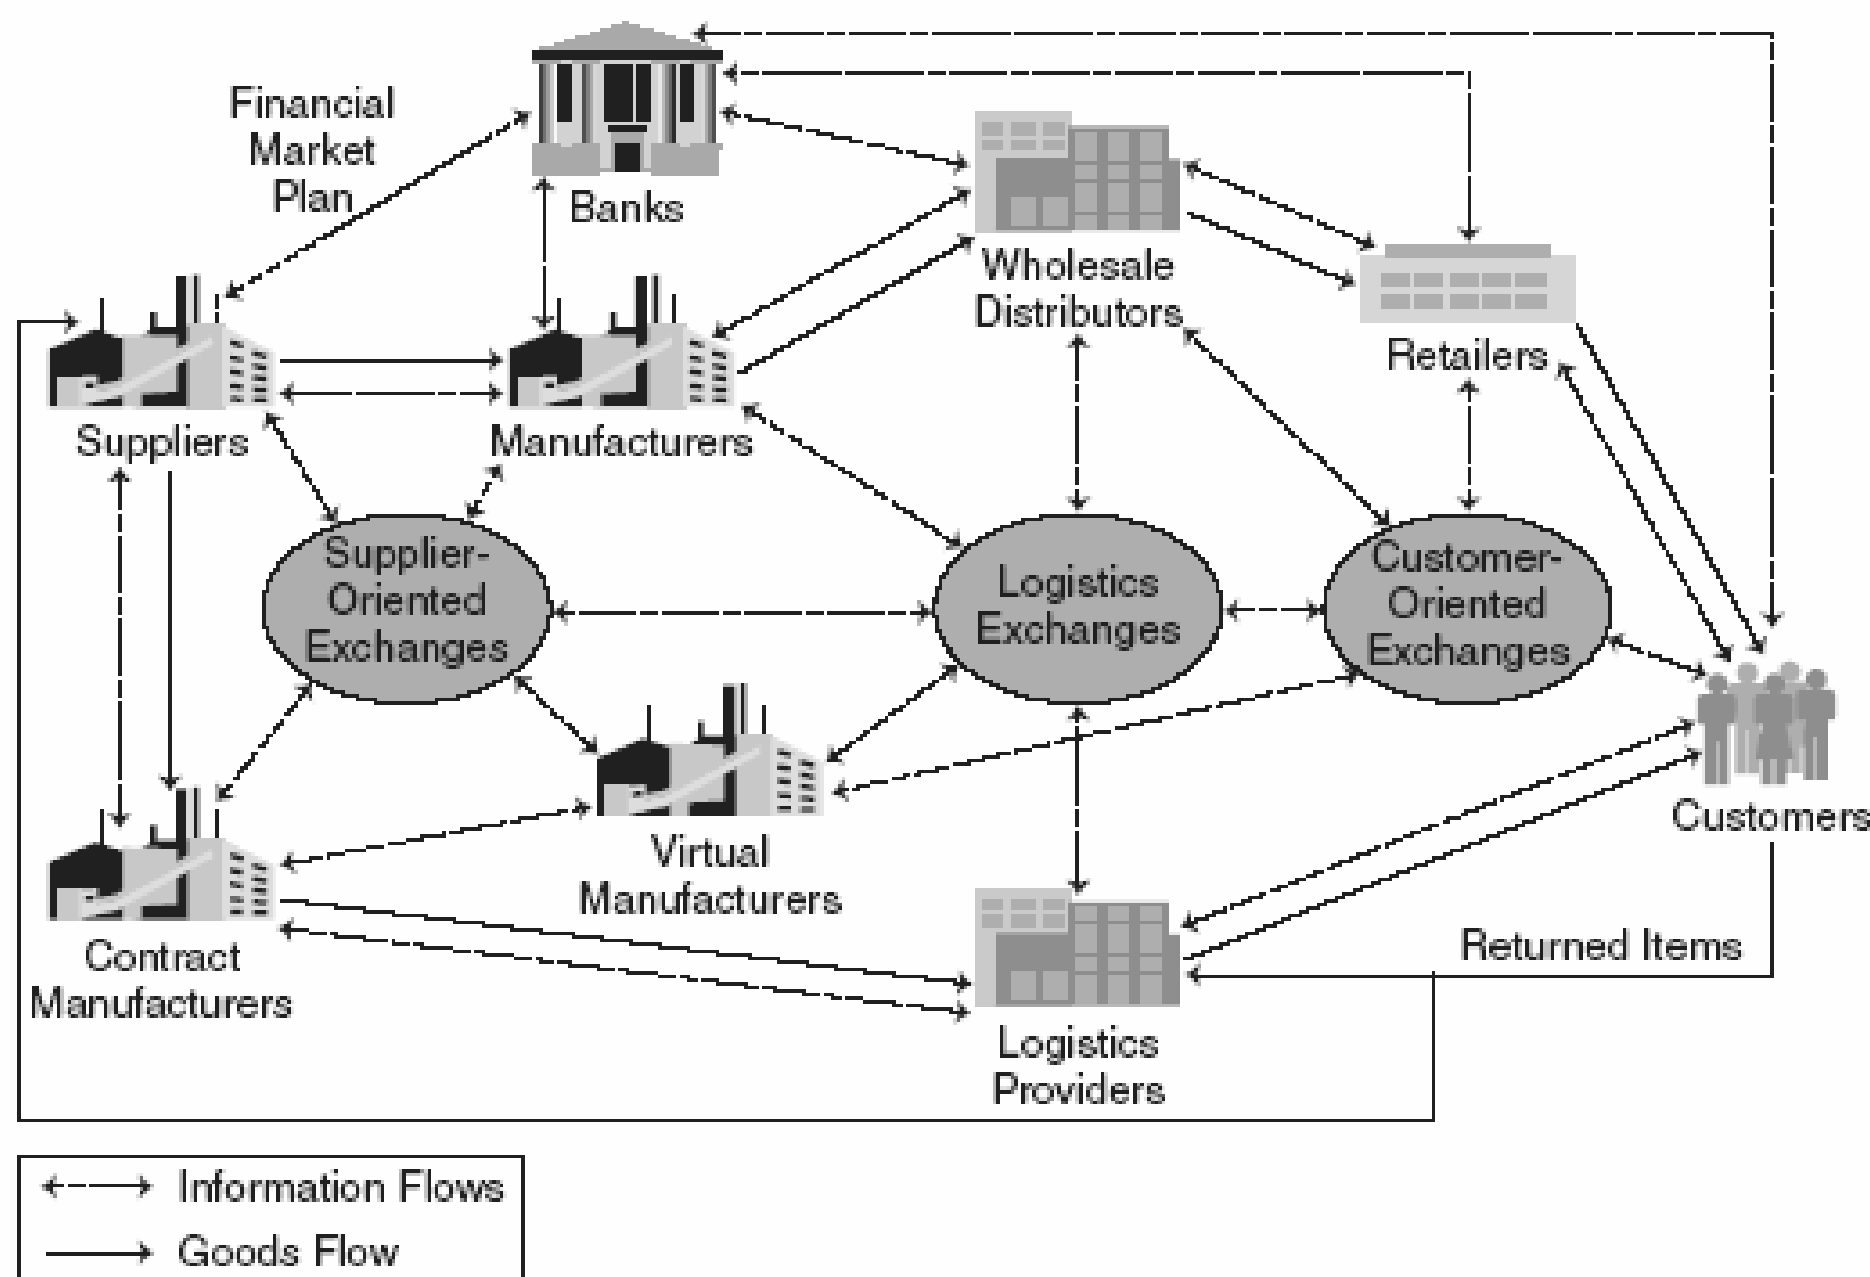 Financial
Market
Plan
Banks
Wholesale
Distributors
Retailers
Suppliers
Manufacturers
Supplier-
Oriented
Exchanges
Logistics
Exchanges
Customer-
Oriented
Exchanges
Customers
Virtual
Manufacturers
Contract
Manufacturers
Returned Items
Logistics
Providers
Information Flows
Goods Flow